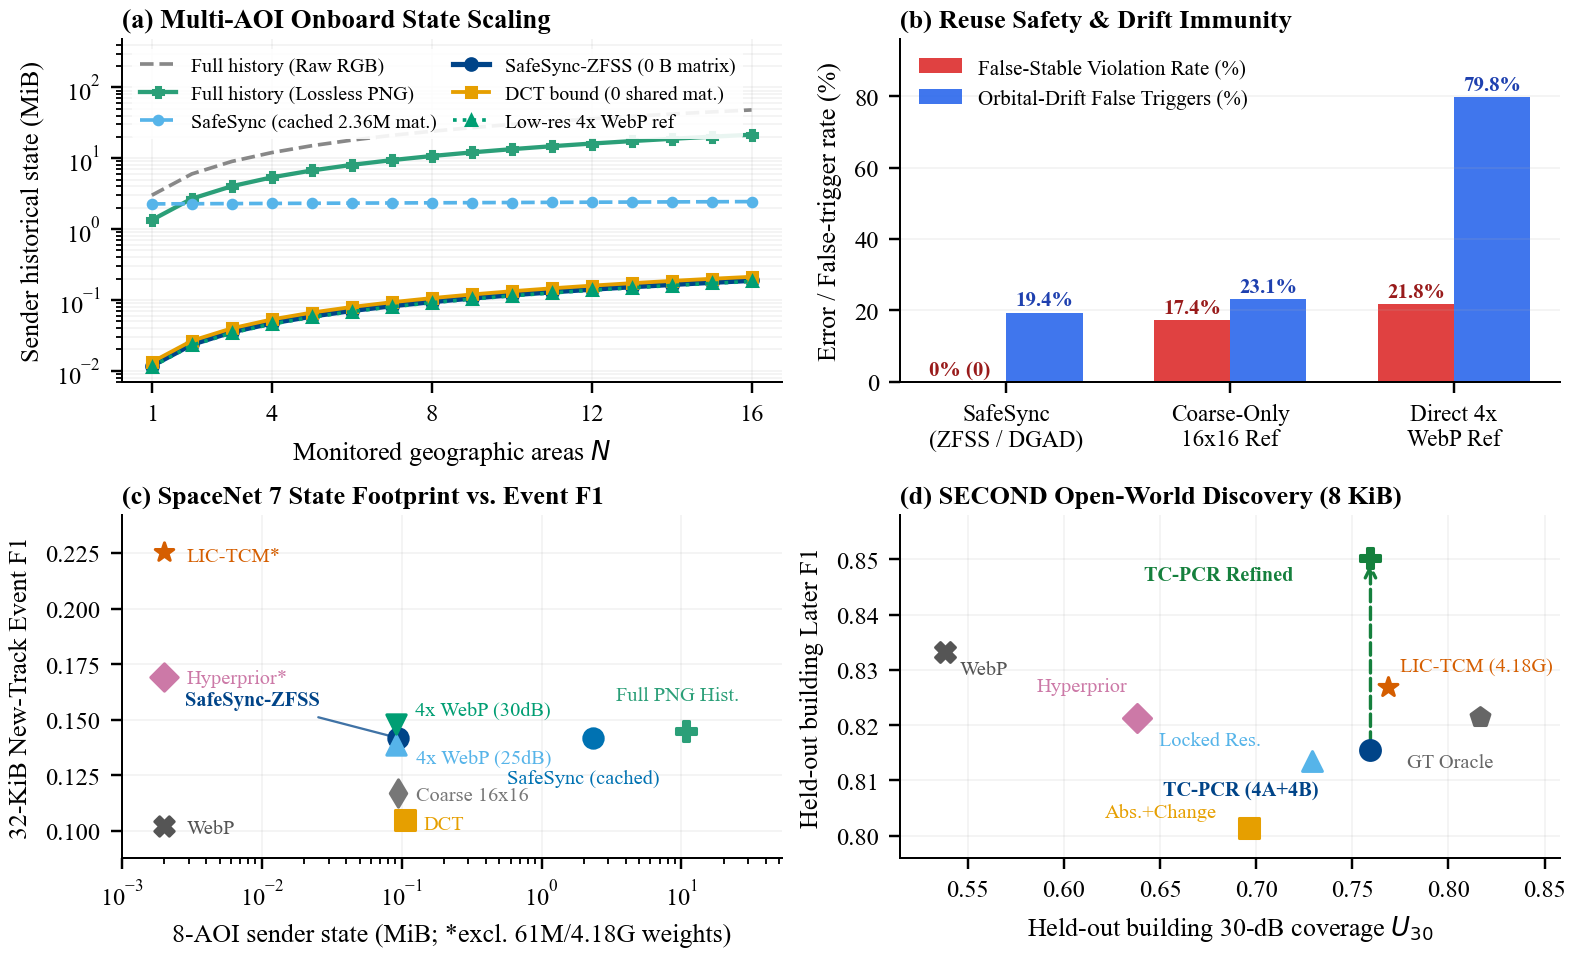 (a) Multi-AOI Onboard State Scaling
Sender historical state (MiB)
10²
10¹
10⁰
10⁻¹
10⁻²
Full history (Raw RGB)
Full history (Lossless PNG)
SafeSync (cached 2.36M mat.)
SafeSync-ZFSS (0 B matrix)
DCT bound (0 shared mat.)
Low-res 4x WebP ref
1 4 8 12 16
Monitored geographic areas N
(b) Reuse Safety & Drift Immunity
Error / False-trigger rate (%)
80
60
40
20
0
False-Stable Violation Rate (%)
Orbital-Drift False Triggers (%)
0% (0)
19.4%
17.4%
23.1%
21.8%
79.8%
SafeSync
(ZFSS / DGAD)
Coarse-Only
16x16 Ref
Direct 4x
WebP Ref
(c) SpaceNet 7 State Footprint vs. Event F1
32-KiB New-Track Event F1
0.225
0.200
0.175
0.150
0.125
0.100
LIC-TCM*
Hyperprior*
SafeSync-ZFSS
4x WebP (30dB)
Full PNG Hist.
4x WebP (25dB)
SafeSync (cached)
Coarse 16x16
DCT
WebP
10⁻³ 10⁻² 10⁻¹ 10⁰ 10¹
8-AOI sender state (MiB; *excl. 61M/4.18G weights)
(d) SECOND Open-World Discovery (8 KiB)
Held-out building Later F1
0.85
0.84
0.83
0.82
0.81
0.80
TC-PCR Refined
WebP
LIC-TCM (4.18G)
Hyperprior
Locked Res.
GT Oracle
TC-PCR (4A+4B)
Abs.+Change
0.55 0.60 0.65 0.70 0.75 0.80 0.85
Held-out building 30-dB coverage U₃₀